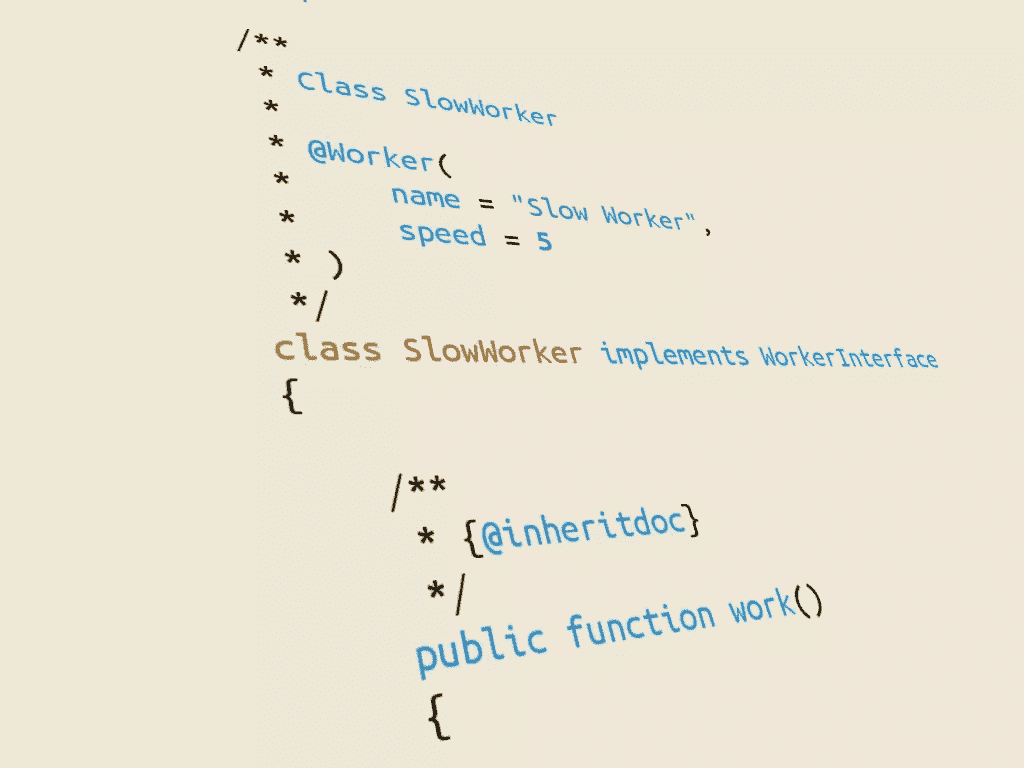 /**
* Class SlowWorker
*
* @Worker(
* name = "Slow Worker",
* speed = 5
* )
*/
class SlowWorker implements WorkerInterface
{
/**
* {@inheritdoc}
*/
public function work()
{